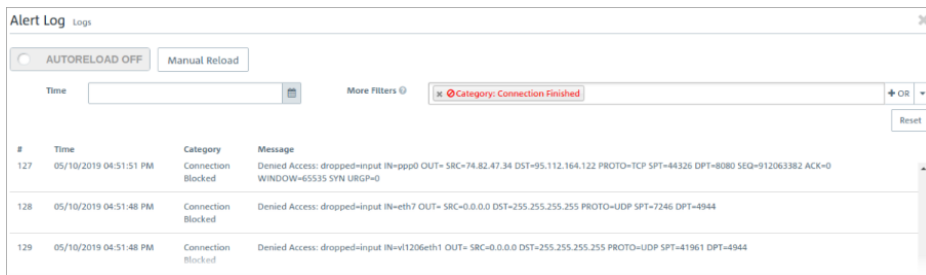 Alert Log Logs
AUTORELOAD OFF Manual Reload
Time More Filters Category: Connection Finished + OR
Reset
# Time Category Message
127 05/10/2019 04:51:51 PM Connection Denied Access: dropped=input IN=ppp0 OUT= SRC=74.82.47.34 DST=95.112.164.122 PROTO=TCP SPT=44326 DPT=8080 SEQ=912063382 ACK=0
Blocked WINDOW=65535 SYN URGP=0
128 05/10/2019 04:51:48 PM Connection Denied Access: dropped=input IN=eth7 OUT= SRC=0.0.0.0 DST=255.255.255.255 PROTO=UDP SPT=7246 DPT=4944
Blocked
129 05/10/2019 04:51:48 PM Connection Denied Access: dropped=input IN=vl1206eth1 OUT= SRC=0.0.0.0 DST=255.255.255.255 PROTO=UDP SPT=41961 DPT=4944
Blocked